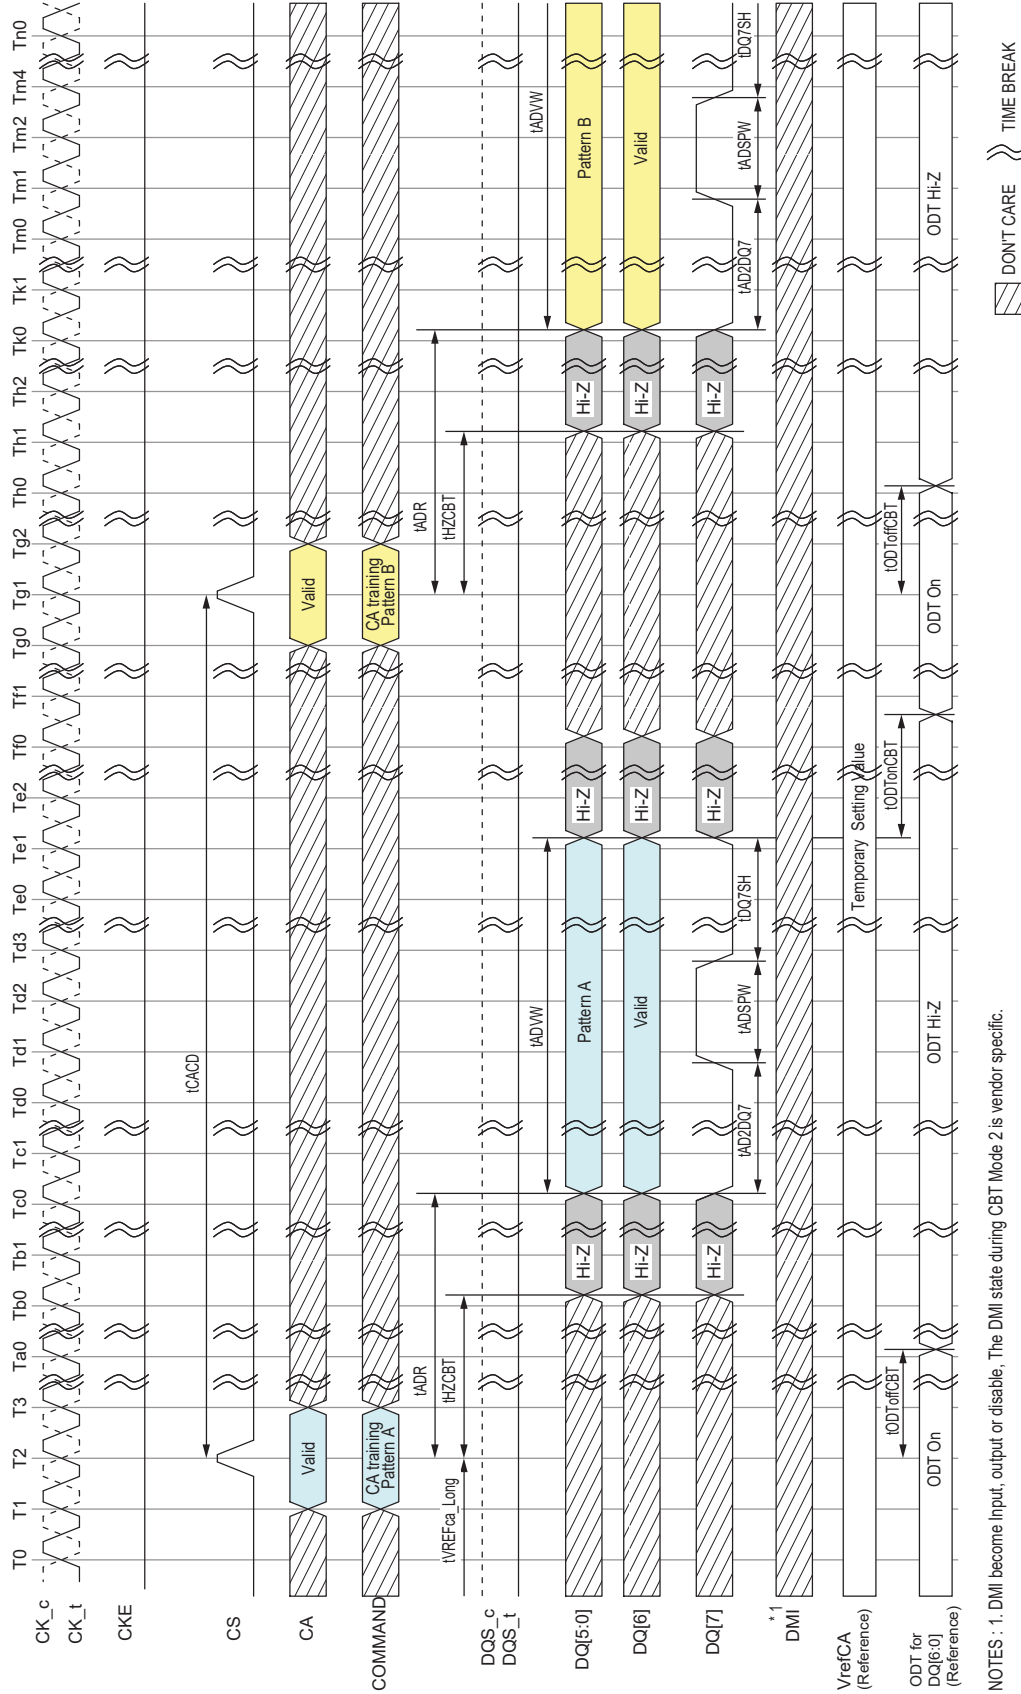 T0 T1 T2 T3 Ta0 Tb0 Tb1 Tc0 Tc1 Td0 Td1 Td2 Td3 Te0 Te1 Te2 Tf0 Tf1 Tg0 Tg1 Tg2 Th0 Th1 Th2 Tk0 Tk1 Tm0 Tm1 Tm2 Tm4 Tn0
CK_c
CK_t
CKE
CS
tCACD
CA
Valid
Valid
COMMAND
CA training
Pattern A
CA training
Pattern B
tADR
tADR
tVREFca_Long
tHZCBT
tHZCBT
DQS_c
DQS_t
tADVW
tADVW
DQ[5:0]
Hi-Z
Pattern A
Hi-Z
Hi-Z
Pattern B
DQ[6]
Hi-Z
Valid
Hi-Z
Hi-Z
Valid
DQ[7]
Hi-Z
Hi-Z
Hi-Z
tAD2DQ7
tADSPW
tDQ7SH
tAD2DQ7
tADSPW
tDQ7SH
*1
DMI
VrefCA
(Reference)
Temporary Setting Value
tODToffCBT
tODTonCBT
tODToffCBT
ODT for
DQ[6:0]
(Reference)
ODT On
ODT Hi-Z
ODT On
ODT Hi-Z
NOTES : 1. DMI become Input, output or disable, The DMI state during CBT Mode 2 is vendor specific.
DON'T CARE
TIME BREAK